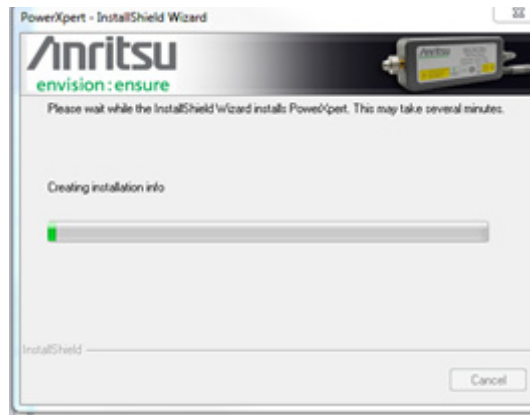 PowerXpert - InstallShield Wizard
Anritsu
envision : ensure
Please wait while the InstallShield Wizard installs PowerXpert. This may take several minutes.
Creating installation info
InstallShield
Cancel